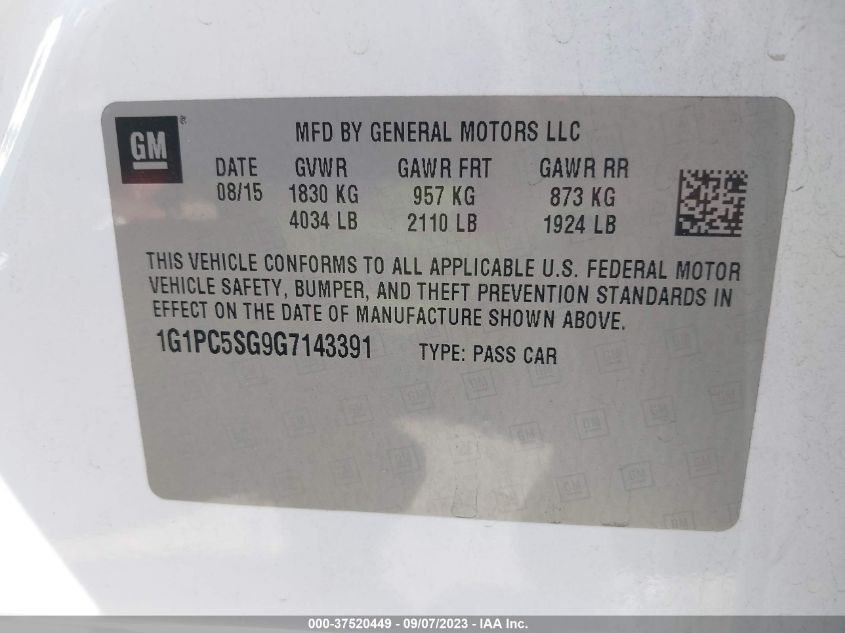 GM®
MFD BY GENERAL MOTORS LLC
DATE GVWR GAWR FRT GAWR RR
08/15 1830 KG 957 KG 873 KG
4034 LB 2110 LB 1924 LB
THIS VEHICLE CONFORMS TO ALL APPLICABLE U.S. FEDERAL MOTOR
VEHICLE SAFETY, BUMPER, AND THEFT PREVENTION STANDARDS IN
EFFECT ON THE DATE OF MANUFACTURE SHOWN ABOVE.
1G1PC5SG9G7143391 TYPE: PASS CAR
000-37520449 - 09/07/2023 - IAA Inc.